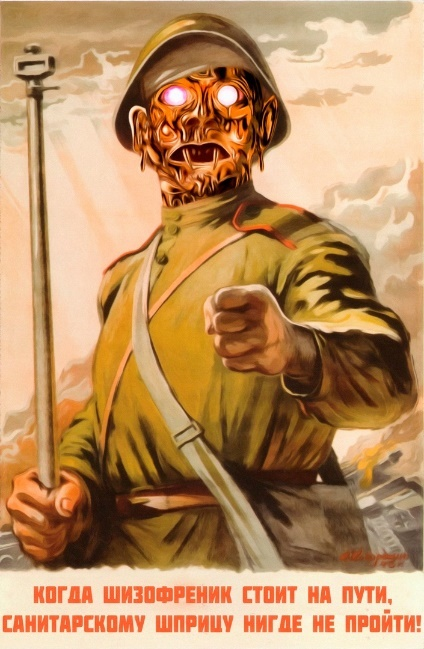 КОГДА ШИЗОФРЕНИК СТОИТ НА ПУТИ,
САНИТАРСКОМУ ШПРИЦУ НИГДЕ НЕ ПРОЙТИ!